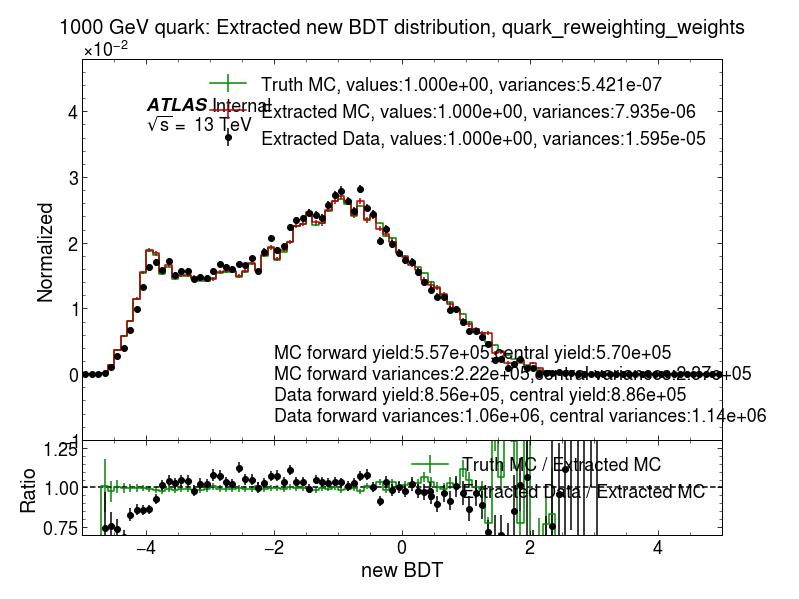 1000 GeV quark: Extracted new BDT distribution, quark_reweighting_weights
×10⁻²
Truth MC, values:1.000e+00, variances:5.421e-07
ATLAS Internal
Extracted MC, values:1.000e+00, variances:7.935e-06
√s = 13 TeV
Extracted Data, values:1.000e+00, variances:1.595e-05
4
3
2
1
0
−1
Normalized
MC forward yield:5.57e+05, central yield:5.70e+05
MC forward variances:2.22e+05, central variances:2.37e+05
Data forward yield:8.56e+05, central yield:8.86e+05
Data forward variances:1.06e+06, central variances:1.14e+06
1.25
1.00
0.75
Ratio
Truth MC / Extracted MC
Extracted Data / Extracted MC
−4 −2 0 2 4
new BDT